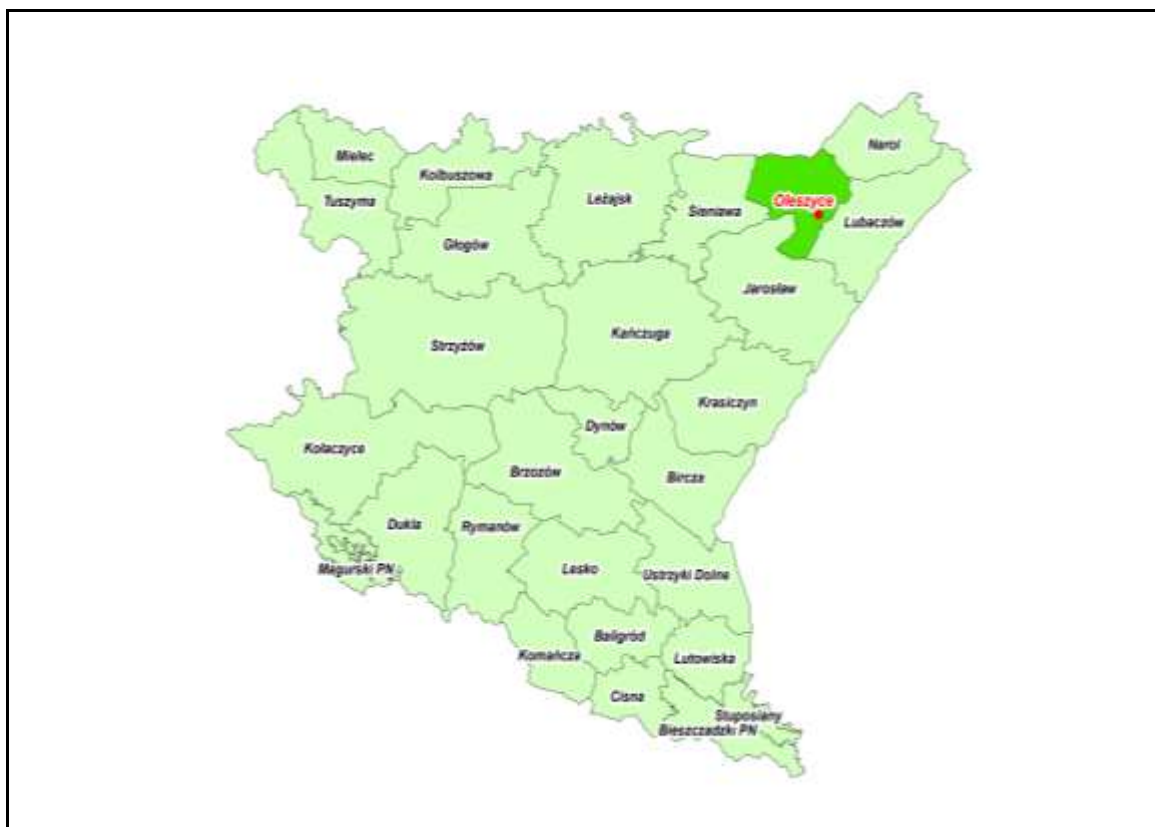 Narol
Mielec
Kolbuszowa
Tuszyma
Leżajsk
Oleszyce
Sieniawa
Lubaczów
Głogów
Jarosław
Kańczuga
Strzyżów
Krasiczyn
Dynów
Kołaczyce
Brzozów
Bircza
Dukla
Rymanów
Magurski PN
Lesko
Ustrzyki Dolne
Baligród
Komańcza
Lutowiska
Cisna
Stuposiany
Bieszczadzki PN